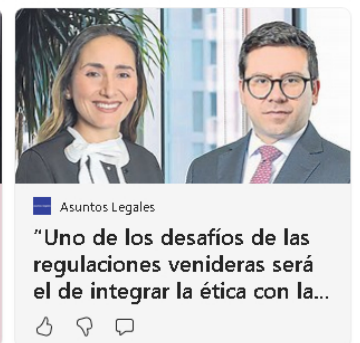 Asuntos Legales
“Uno de los desafíos de las
regulaciones venideras será
el de integrar la ética con la...